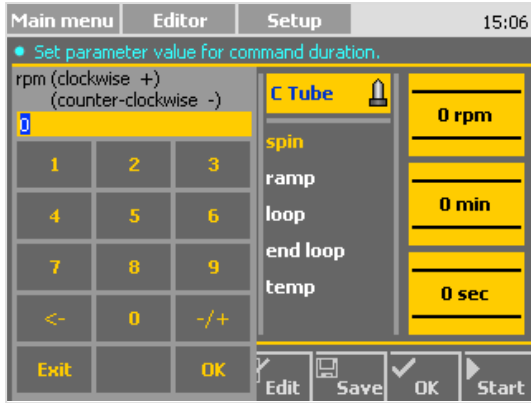 Main menu Editor Setup 15:06
• Set parameter value for command duration.
rpm (clockwise +)
(counter-clockwise -)
0
1 2 3
4 5 6
7 8 9
<- 0 -/+
Exit OK
C Tube
spin
ramp
loop
end loop
temp
0 rpm
0 min
0 sec
Edit Save OK Start